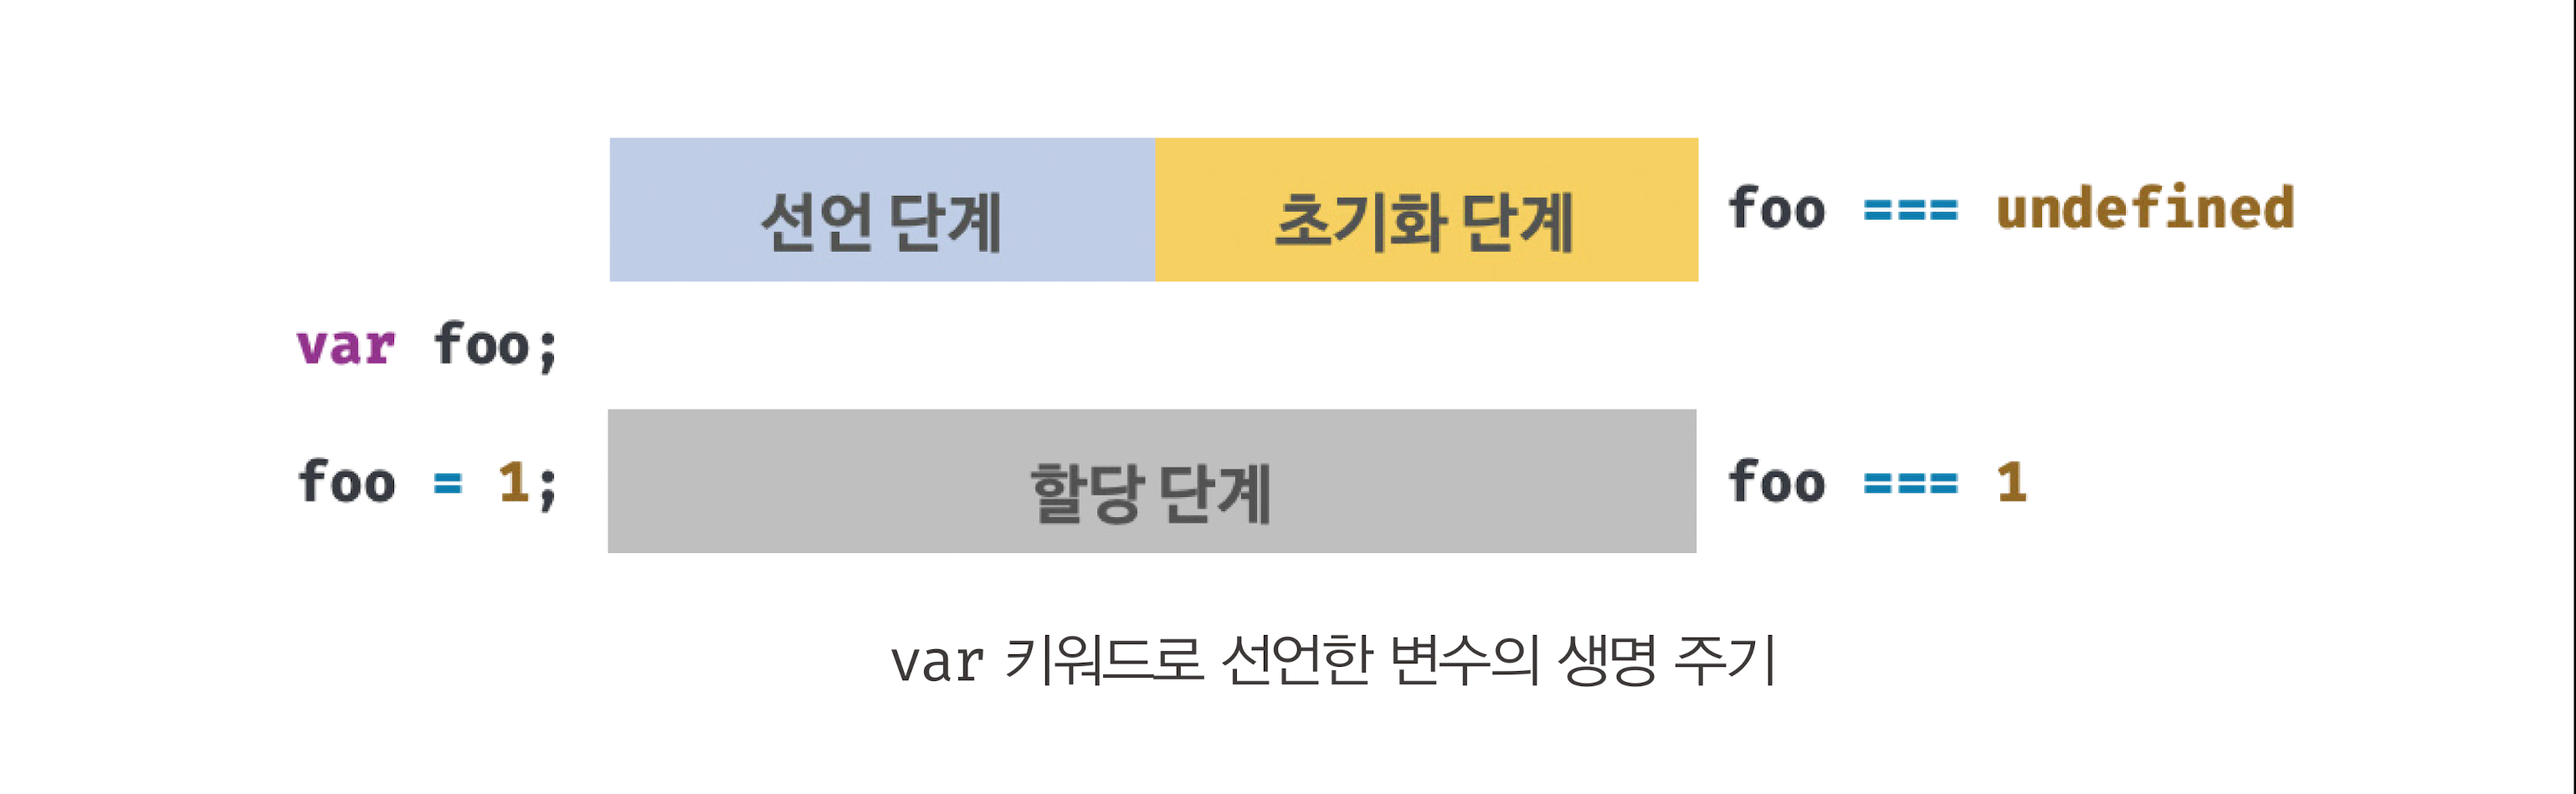 선언 단계 초기화 단계 foo === undefined
var foo;
foo = 1; 할당 단계 foo === 1
var 키워드로 선언한 변수의 생명 주기